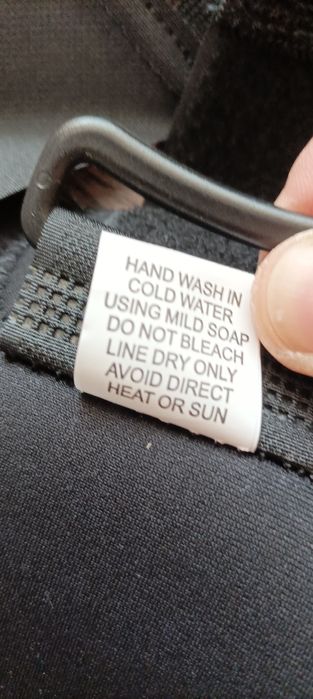 HAND WASH IN
COLD WATER
USING MILD SOAP
DO NOT BLEACH
LINE DRY ONLY
AVOID DIRECT
HEAT OR SUN